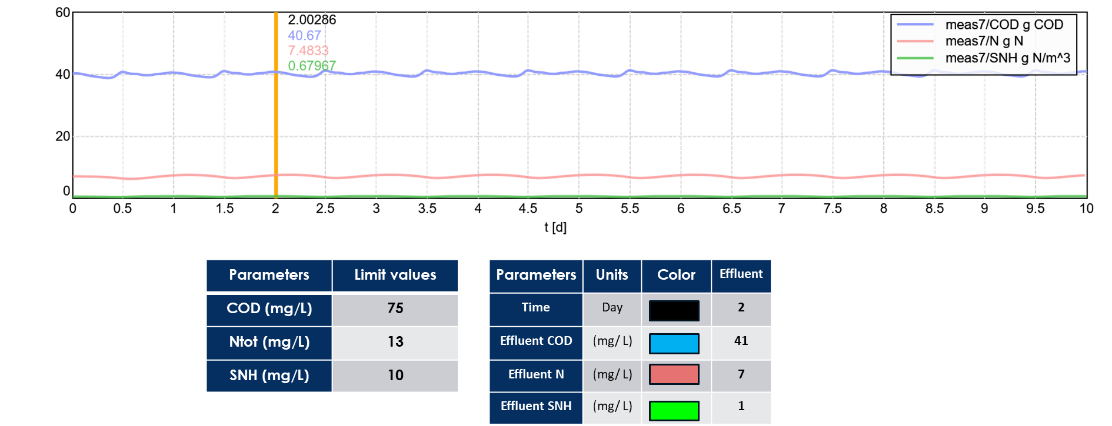 60
40
20
0
2.00286
40.67
7.4833
0.67967
meas7/COD g COD
meas7/N g N
meas7/SNH g N/m^3
0 0.5 1 1.5 2 2.5 3 3.5 4 4.5 5 5.5 6 6.5 7 7.5 8 8.5 9 9.5 10
t [d]
Parameters Limit values
COD (mg/L) 75
Ntot (mg/L) 13
SNH (mg/L) 10
Parameters Units Color Effluent
Time Day 2
Effluent COD (mg/ L) 41
Effluent N (mg/ L) 7
Effluent SNH (mg/ L) 1